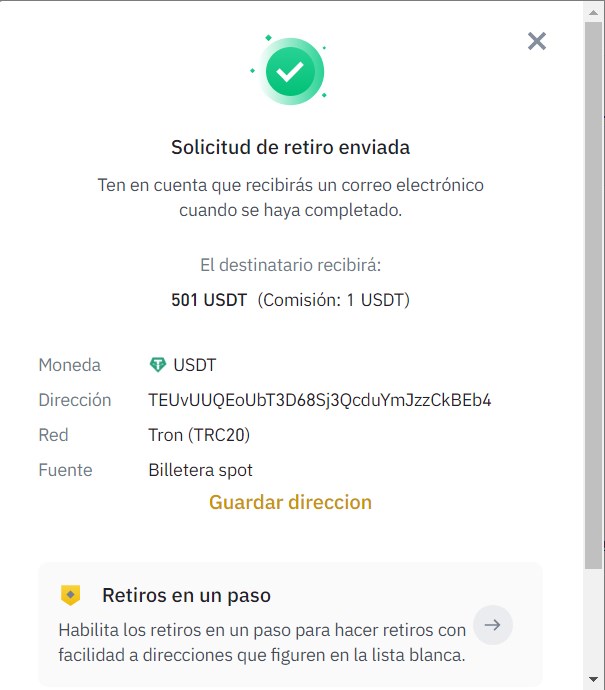 Solicitud de retiro enviada
Ten en cuenta que recibirás un correo electrónico
cuando se haya completado.
El destinatario recibirá:
501 USDT (Comisión: 1 USDT)
Moneda USDT
Dirección TEUvUUQEoUbT3D68Sj3QcduYmJzzCkBEb4
Red Tron (TRC20)
Fuente Billetera spot
Guardar direccion
Retiros en un paso
Habilita los retiros en un paso para hacer retiros con
facilidad a direcciones que figuren en la lista blanca.